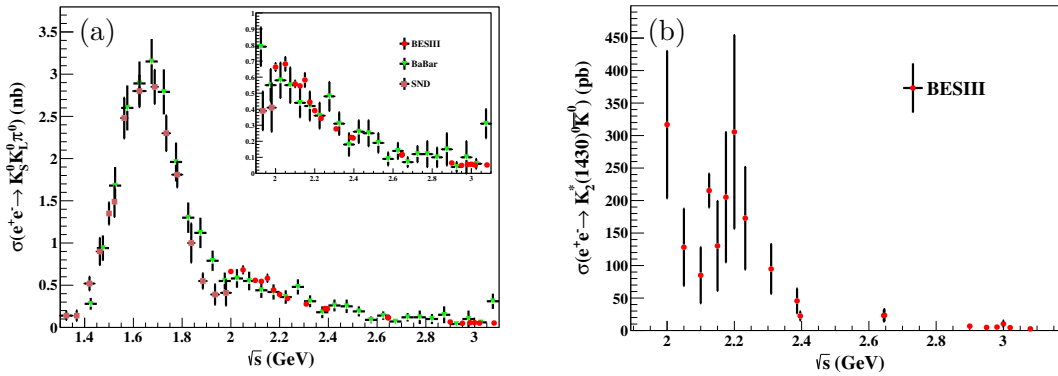 (a)
σ(e⁺e⁻→ K⁰_S K⁰_L π⁰) (nb)
3.5
3
2.5
2
1.5
1
0.5
0
1.4 1.6 1.8 2 2.2 2.4 2.6 2.8 3
√s (GeV)
1
0.9
0.8
0.7
0.6
0.5
0.4
0.3
0.2
0.1
0
2 2.2 2.4 2.6 2.8 3
BESIII
BaBar
SND
(b)
σ(e⁺e⁻→ K*₂(1430)⁰K̅⁰) (pb)
450
400
350
300
250
200
150
100
50
0
2 2.2 2.4 2.6 2.8 3
√s (GeV)
BESIII